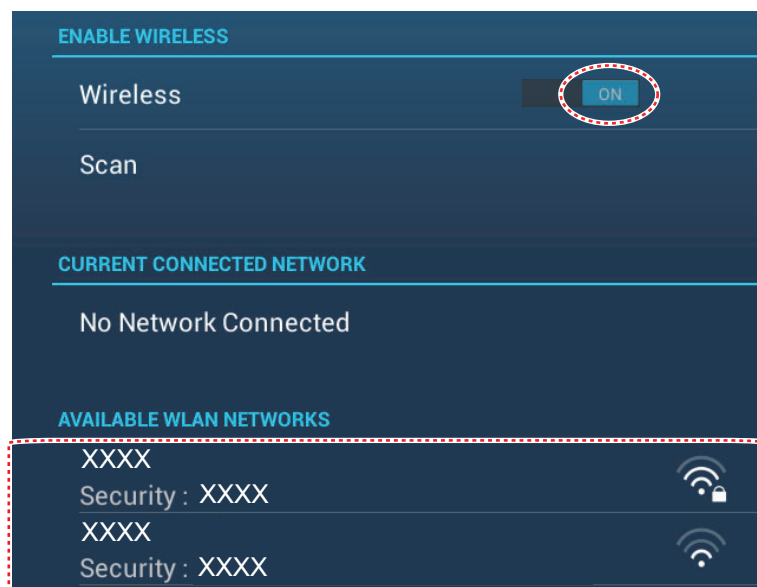 ENABLE WIRELESS
Wireless ON
Scan
CURRENT CONNECTED NETWORK
No Network Connected
AVAILABLE WLAN NETWORKS
XXXX
Security : XXXX
XXXX
Security : XXXX